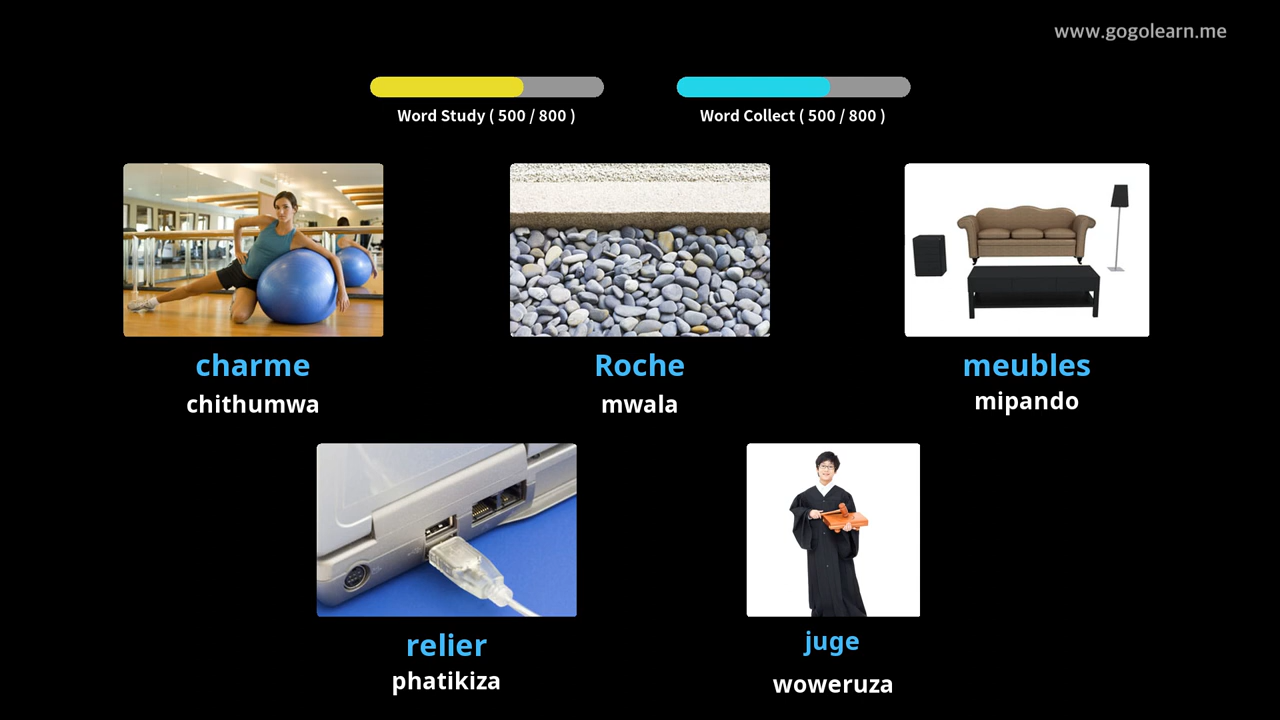 www.gogolearn.me
Word Study ( 500 / 800 )
Word Collect ( 500 / 800 )
charme
chithumwa
Roche
mwala
meubles
mipando
relier
phatikiza
juge
woweruza